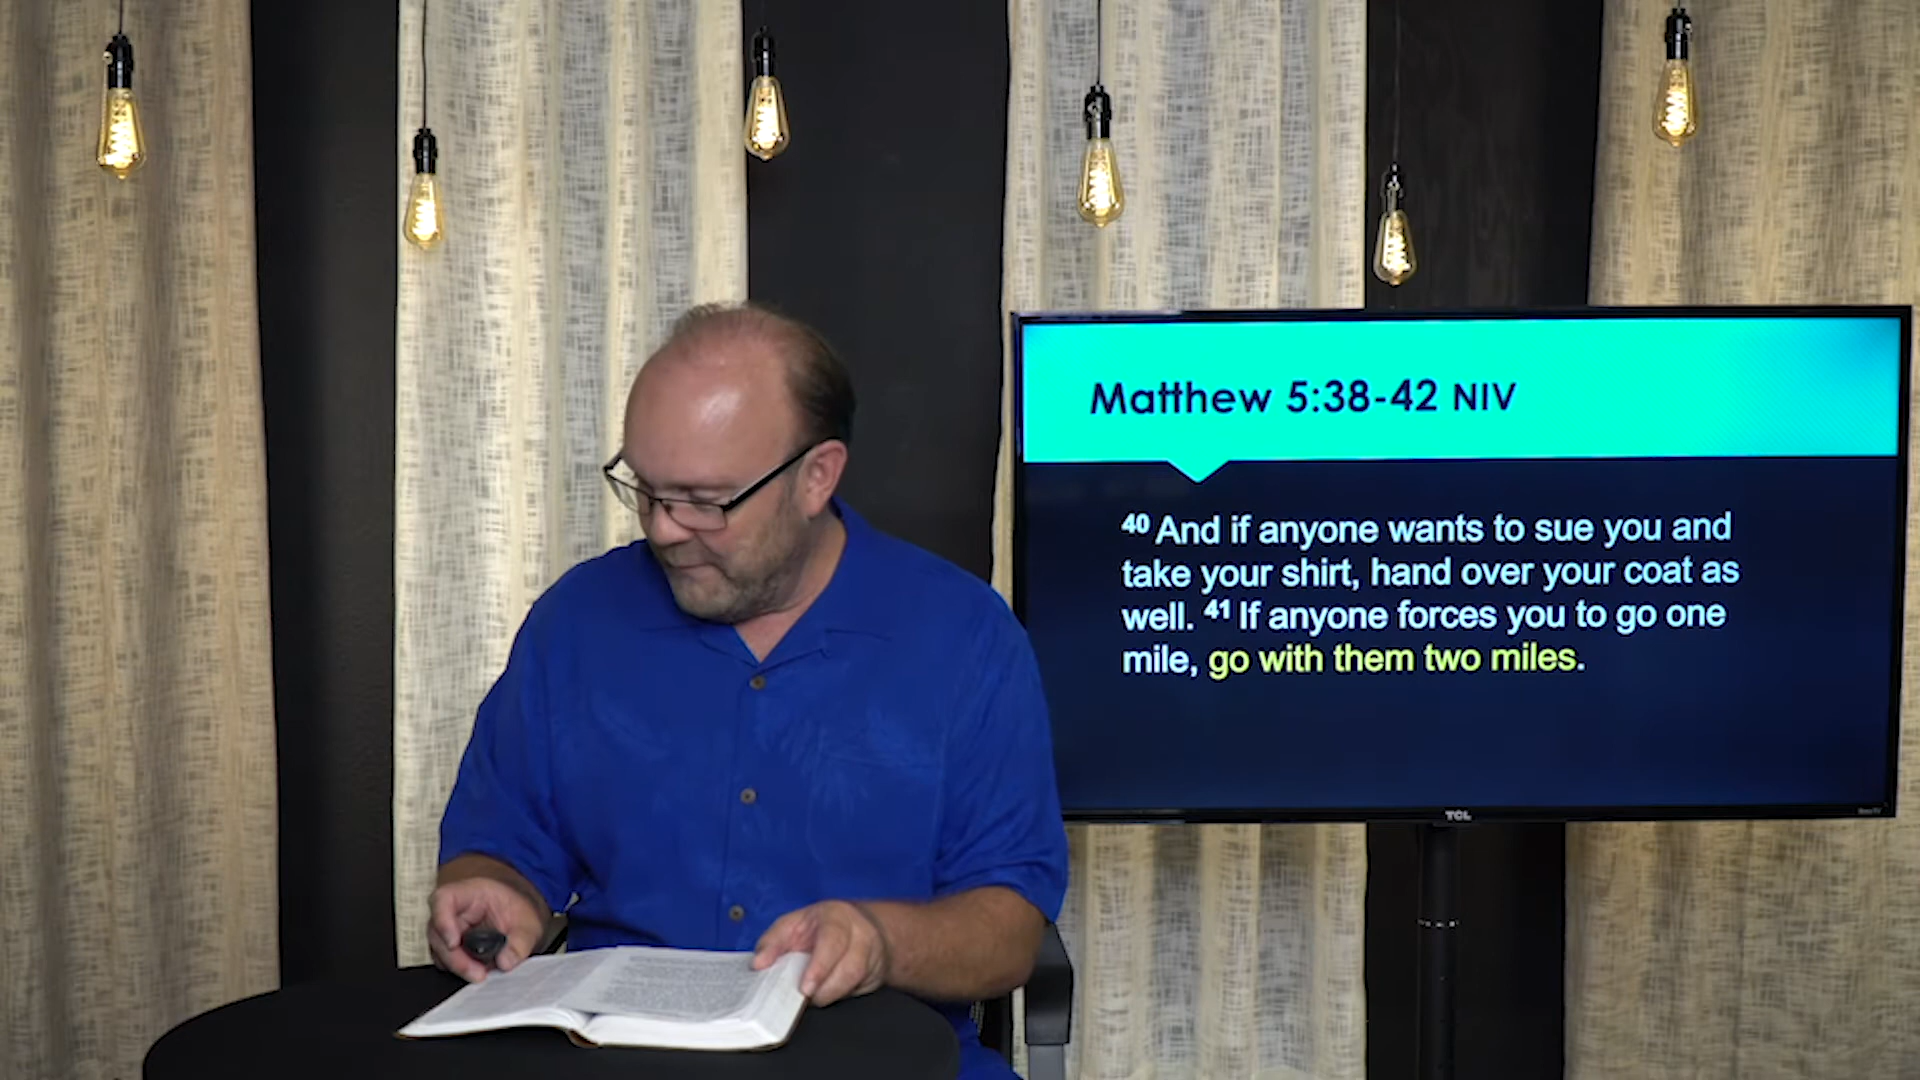 Matthew 5:38-42 NIV
40 And if anyone wants to sue you and
take your shirt, hand over your coat as
well. 41 If anyone forces you to go one
mile, go with them two miles.
TCL